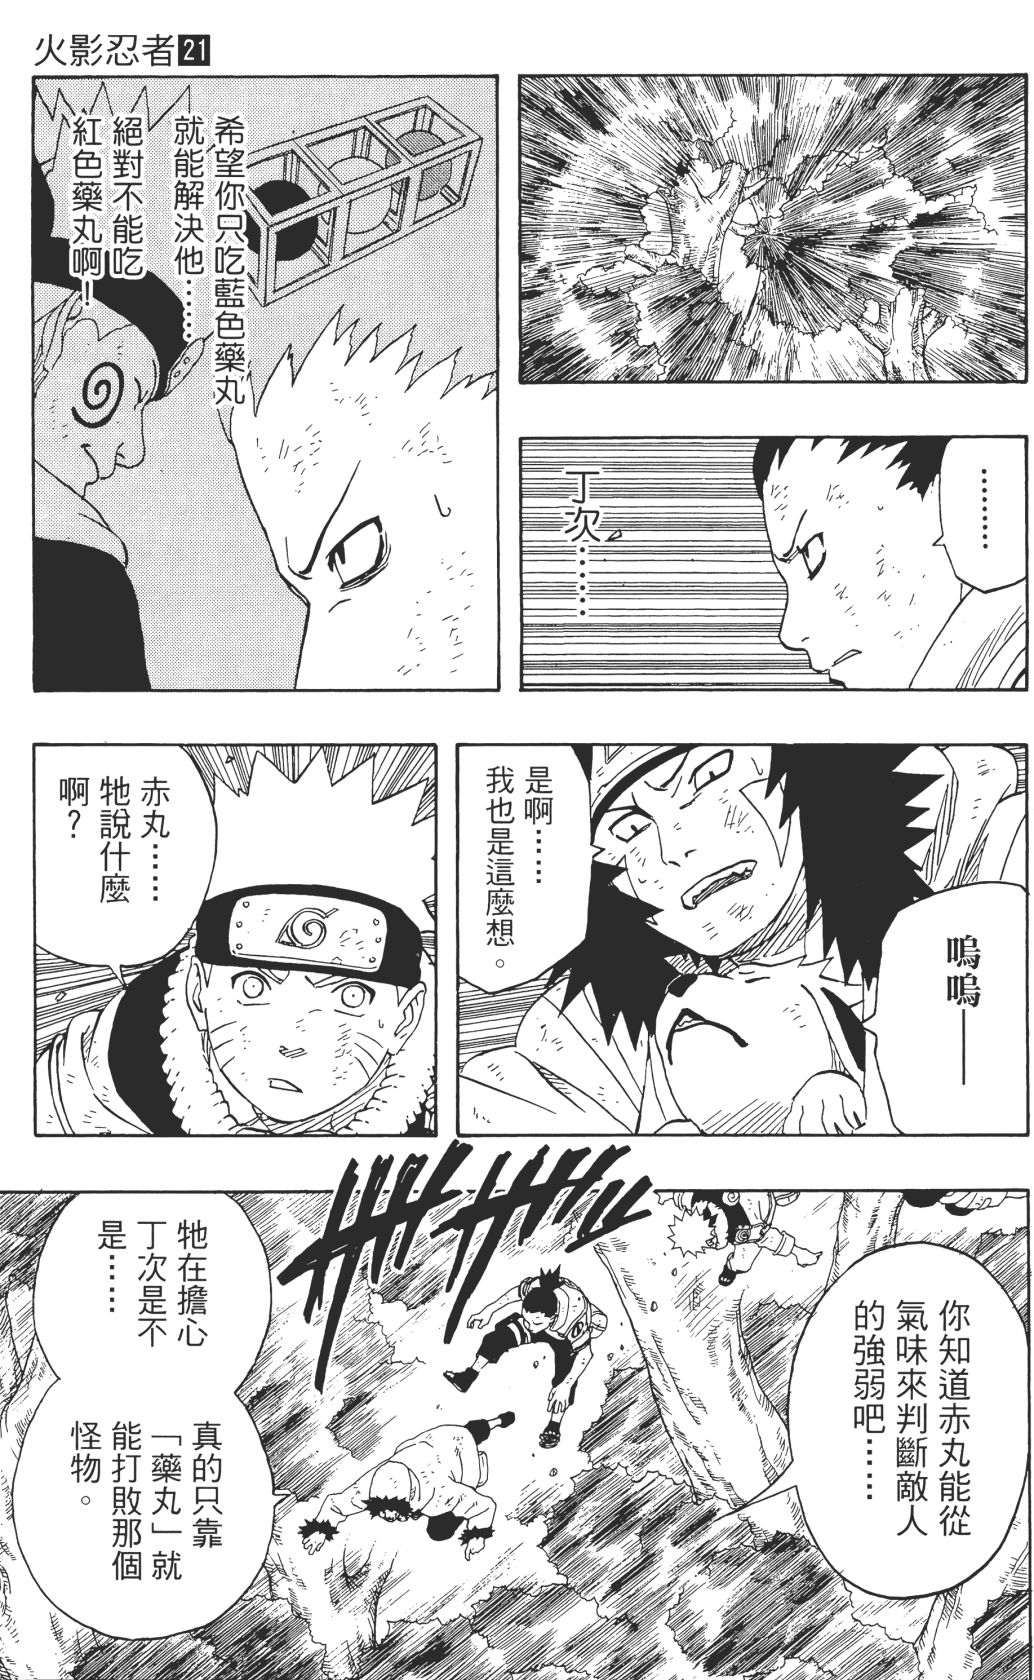 火影忍者21
………
丁次………
希望你只吃藍色藥丸
就能解決他……
絕對不能吃
紅色藥丸啊！
嗚嗚——
是啊……
我也是這麼想。
赤丸……
牠說什麼
啊？
你知道赤丸能從
氣味來判斷敵人
的強弱吧……
牠在擔心
丁次是不
是……
真的只靠
「藥丸」就
能打敗那個
怪物。